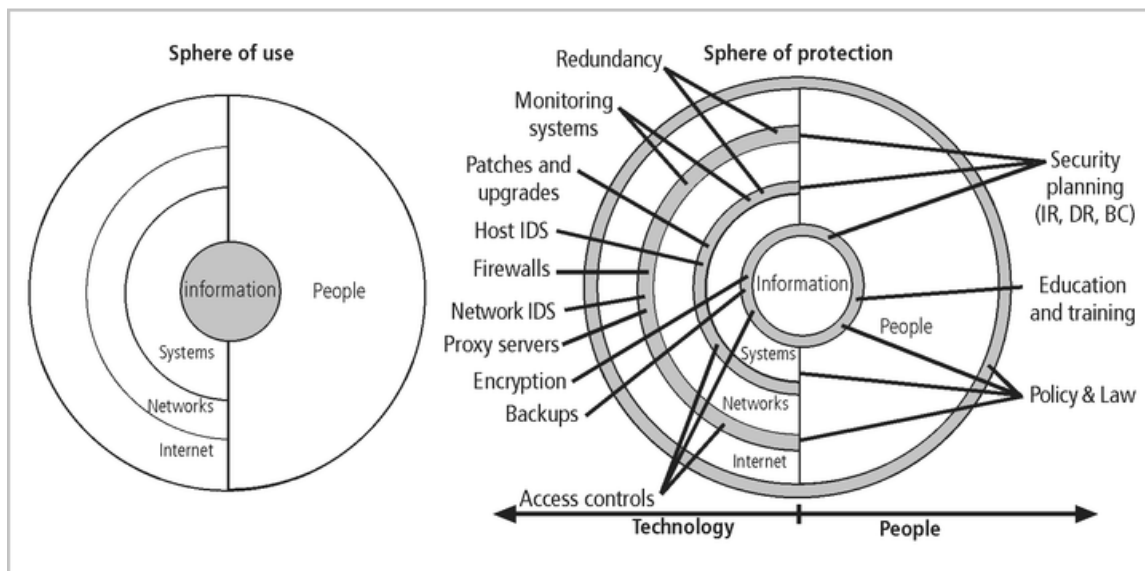 Sphere of use
information
People
Systems
Networks
Internet
Sphere of protection
Redundancy
Monitoring
systems
Patches and
upgrades
Host IDS
Firewalls
Network IDS
Proxy servers
Encryption
Backups
Access controls
Information
People
Systems
Networks
Internet
Security
planning
(IR, DR, BC)
Education
and training
Policy & Law
Technology
People